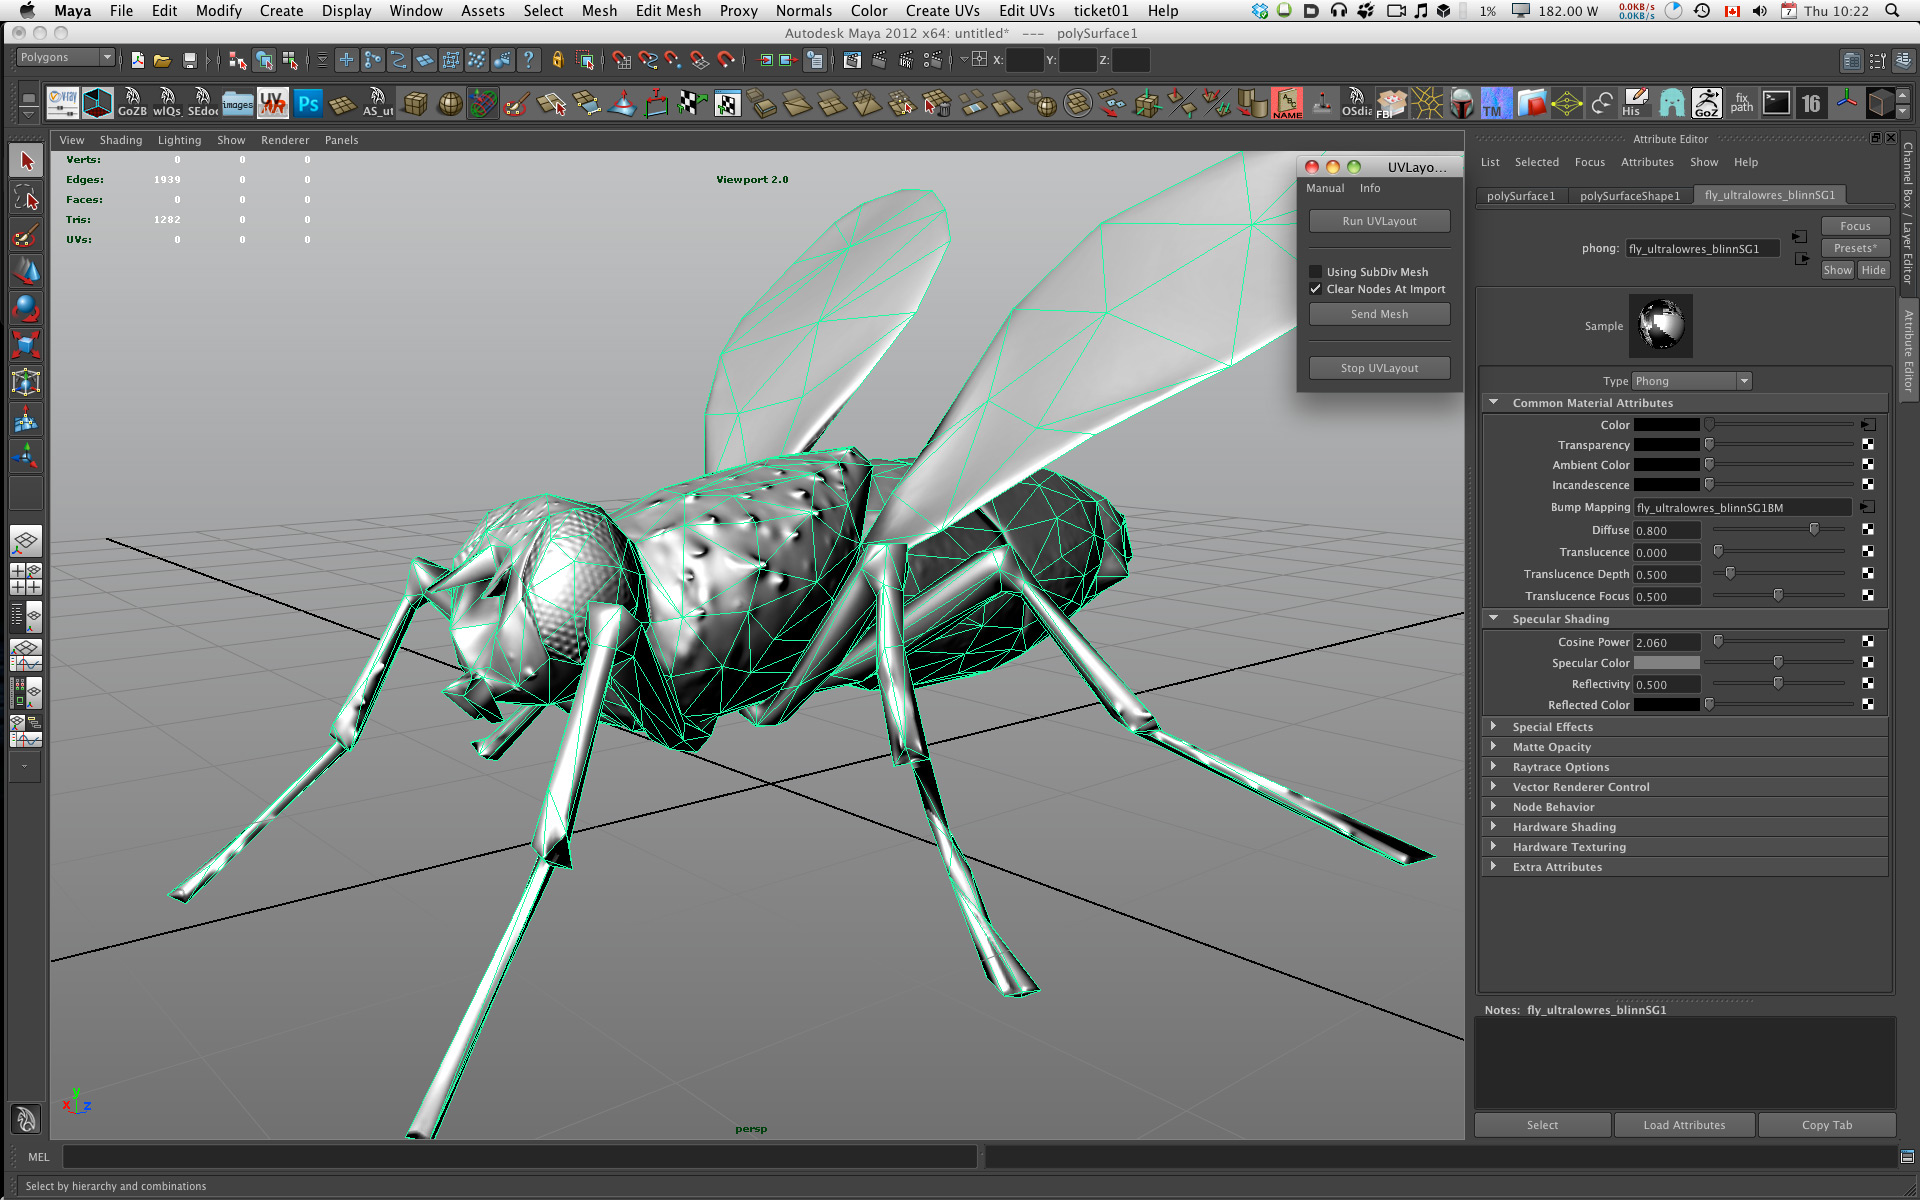 Maya File Edit Modify Create Display Window Assets Select Mesh Edit Mesh Proxy Normals Color Create UVs Edit UVs ticket01 Help
1% 182.00 W 0.0KB/s 0.0KB/s 7 Thu 10:22
Autodesk Maya 2012 x64: untitled* --- polySurface1
Polygons
X: Y: Z:
GoZB wIQs SEdoc images UV Ps AS_ut NAME OSdia FBI TM His GoZ fix path 16
View Shading Lighting Show Renderer Panels
Verts: 0 0 0
Edges: 1939 0 0
Faces: 0 0 0
Tris: 1282 0 0
UVs: 0 0 0
Viewport 2.0
UVLayo...
Manual Info
Run UVLayout
Using SubDiv Mesh
Clear Nodes At Import
Send Mesh
Stop UVLayout
persp
y x z
Attribute Editor
List Selected Focus Attributes Show Help
polySurface1 polySurfaceShape1 fly_ultralowres_blinnSG1
phong: fly_ultralowres_blinnSG1
Focus
Presets*
Show Hide
Sample
Type Phong
Common Material Attributes
Color
Transparency
Ambient Color
Incandescence
Bump Mapping fly_ultralowres_blinnSG1BM
Diffuse 0.800
Translucence 0.000
Translucence Depth 0.500
Translucence Focus 0.500
Specular Shading
Cosine Power 2.060
Specular Color
Reflectivity 0.500
Reflected Color
Special Effects
Matte Opacity
Raytrace Options
Vector Renderer Control
Node Behavior
Hardware Shading
Hardware Texturing
Extra Attributes
Notes: fly_ultralowres_blinnSG1
Select Load Attributes Copy Tab
Channel Box / Layer Editor
Attribute Editor
MEL
Select by hierarchy and combinations